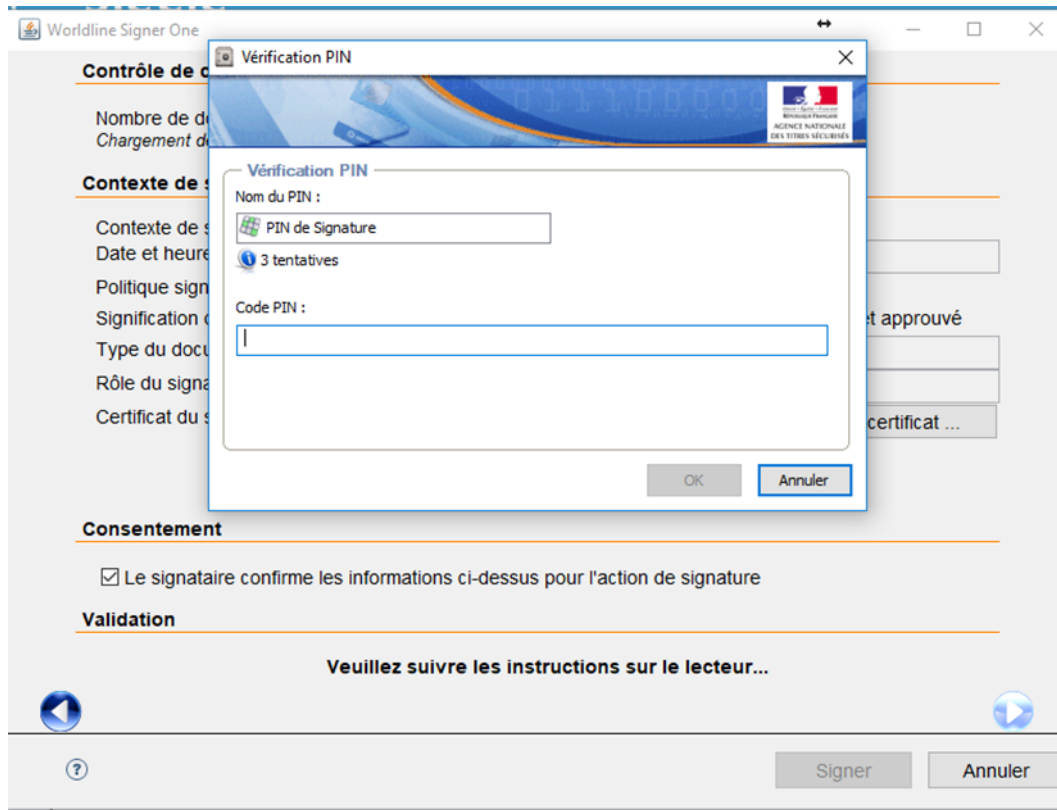 Worldline Signer One
Vérification PIN
Contrôle de d
Nombre de d
Chargement d
AGENCE NATIONALE
DES TITRES SÉCURISÉS
Vérification PIN
Contexte de
Nom du PIN :
PIN de Signature
Contexte de s
Date et heure
3 tentatives
Politique sign
Code PIN :
Signification
et approuvé
Type du docu
Rôle du signa
Certificat du s
certificat ...
OK
Annuler
Consentement
Le signataire confirme les informations ci-dessus pour l'action de signature
Validation
Veuillez suivre les instructions sur le lecteur...
?
Signer
Annuler